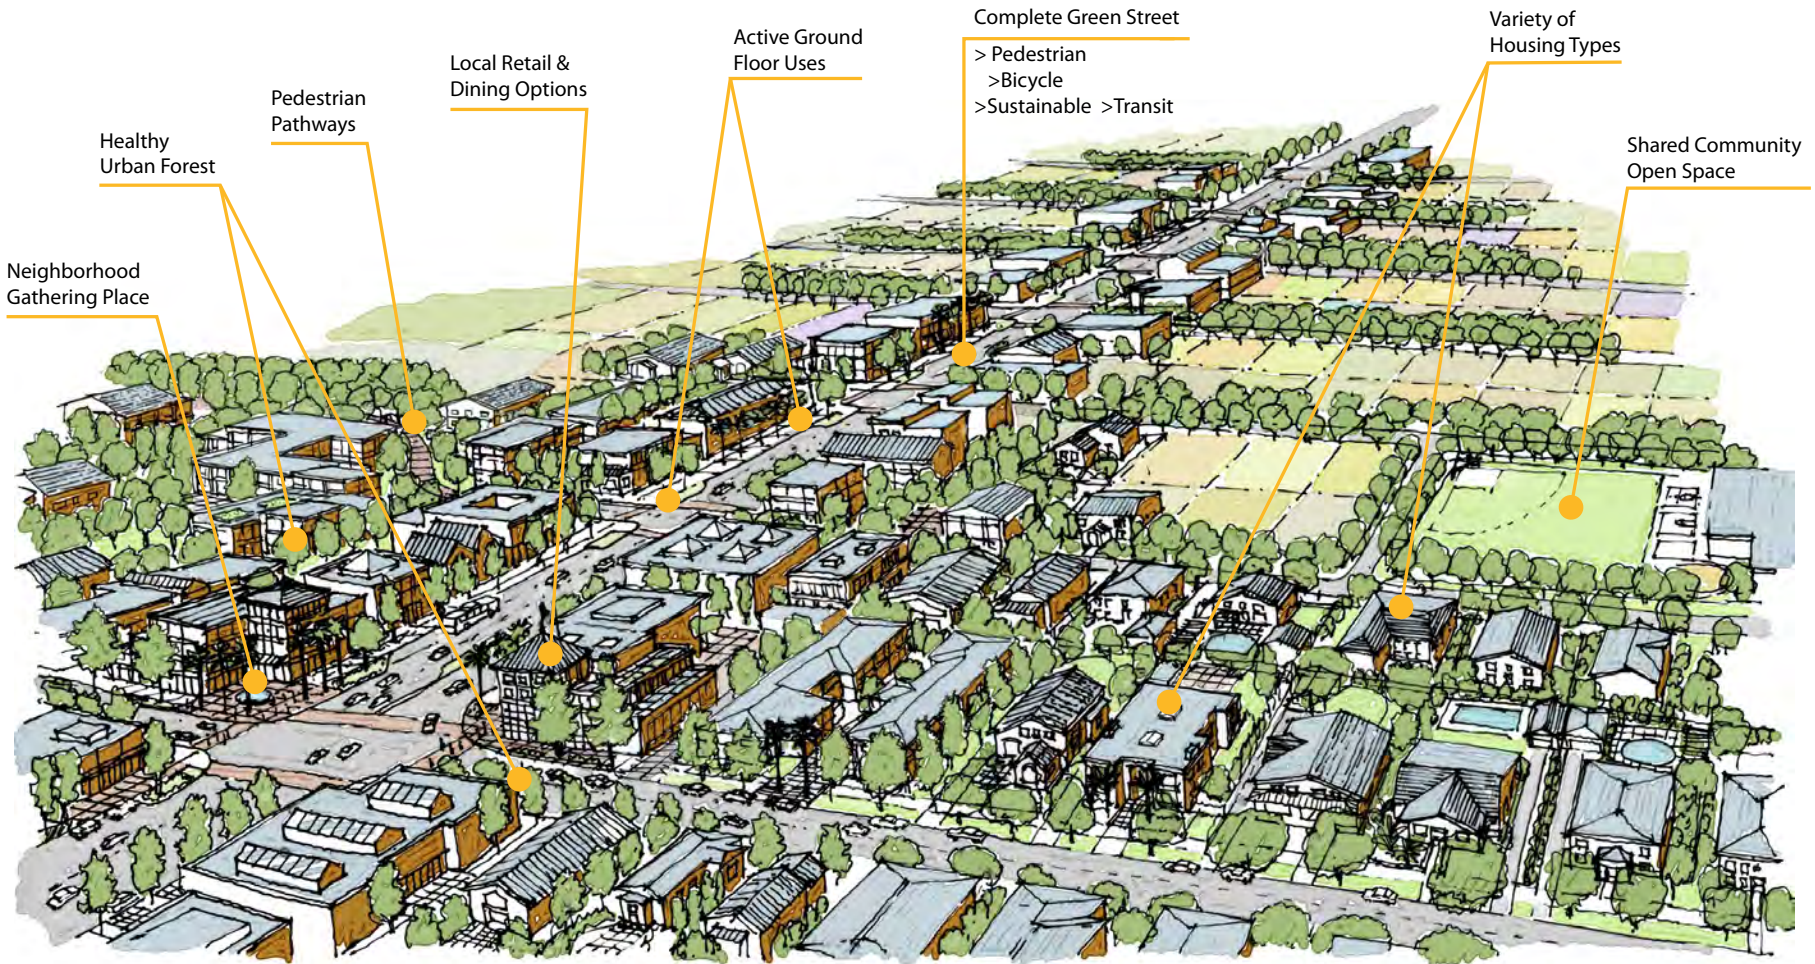 Complete Green Street
> Pedestrian
>Bicycle
>Sustainable >Transit
Variety of
Housing Types
Active Ground
Floor Uses
Local Retail &
Dining Options
Pedestrian
Pathways
Healthy
Urban Forest
Shared Community
Open Space
Neighborhood
Gathering Place